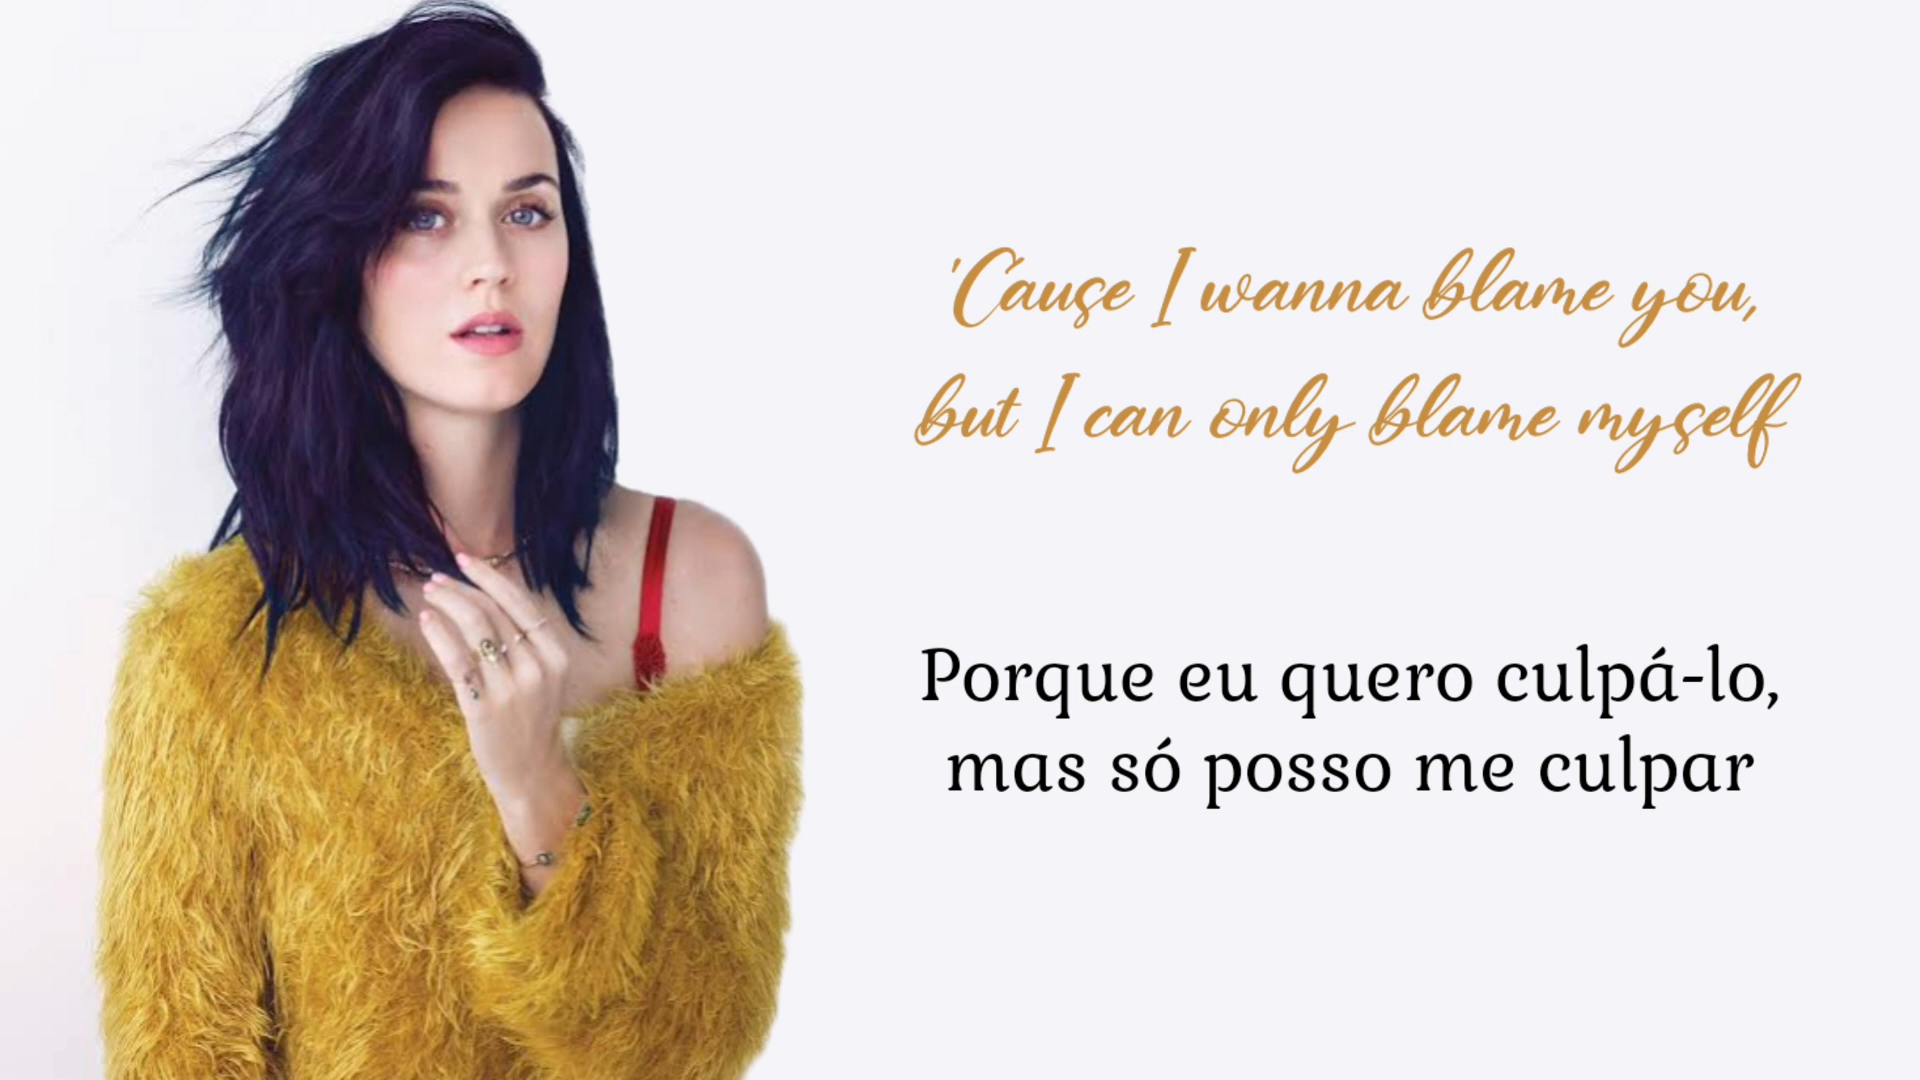 'Cause I wanna blame you,
but I can only blame myself
Porque eu quero culpá-lo,
mas só posso me culpar